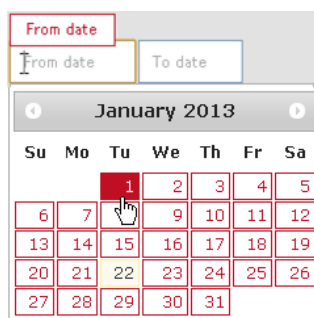 From date
From date To date
January 2013
Su Mo Tu We Th Fr Sa
1 2 3 4 5
6 7 9 10 11 12
13 14 15 16 17 18 19
20 21 22 23 24 25 26
27 28 29 30 31